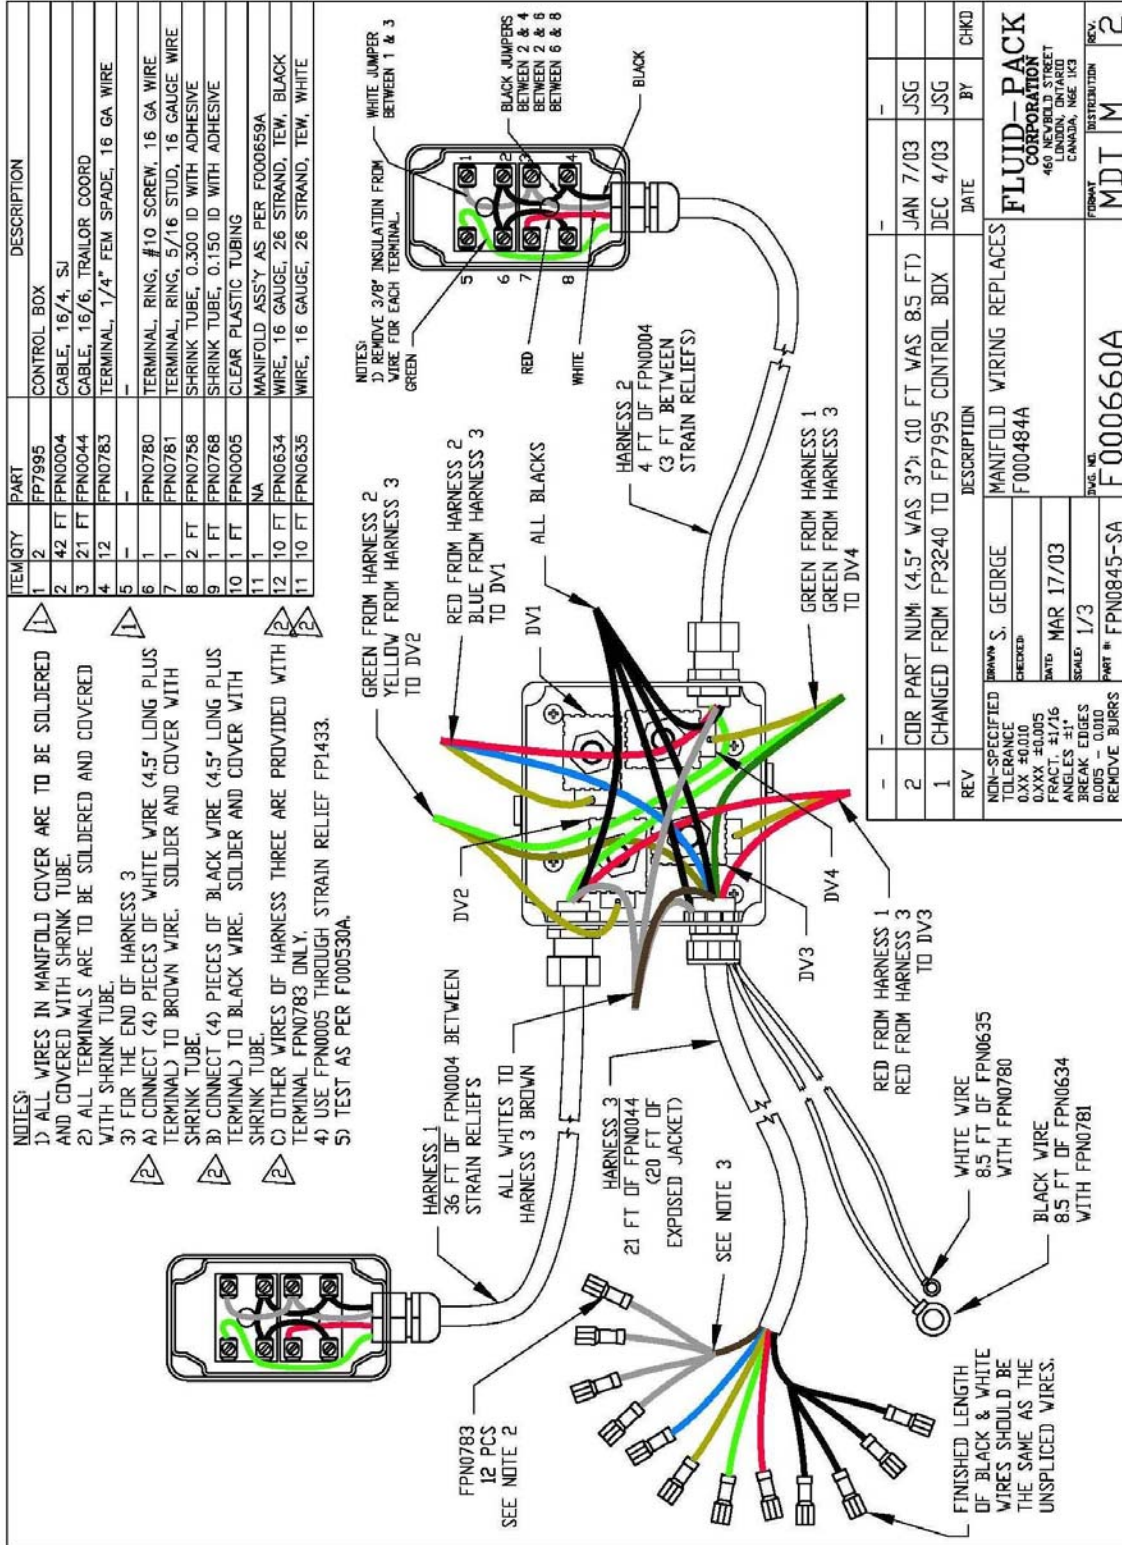 NOTES:
1) ALL WIRES IN MANIFOLD COVER ARE TO BE SOLDERED
AND COVERED WITH SHRINK TUBE.
2) ALL TERMINALS ARE TO BE SOLDERED AND COVERED
WITH SHRINK TUBE.
3) FOR THE END OF HARNESS 3
2 A) CONNECT (4) PIECES OF WHITE WIRE (4.5" LONG PLUS
TERMINAL) TO BROWN WIRE. SOLDER AND COVER WITH
SHRINK TUBE.
2 B) CONNECT (4) PIECES OF BLACK WIRE (4.5" LONG PLUS
TERMINAL) TO BLACK WIRE. SOLDER AND COVER WITH
SHRINK TUBE.
2 C) OTHER WIRES OF HARNESS THREE ARE PROVIDED WITH
TERMINAL FPN0783 ONLY.
4) USE FPN0005 THROUGH STRAIN RELIEF FP1433.
5) TEST AS PER F000530A.
ITEM QTY PART DESCRIPTION
1 1 2 FP7995 CONTROL BOX
2 42 FT FPN0004 CABLE, 16/4, SJ
3 21 FT FPN0044 CABLE, 16/6, TRAILOR COORD
4 12 FPN0783 TERMINAL, 1/4" FEM SPADE, 16 GA WIRE
1 5 - - -
6 1 FPN0780 TERMINAL, RING, #10 SCREW, 16 GA WIRE
7 1 FPN0781 TERMINAL, RING, 5/16 STUD, 16 GAUGE WIRE
8 2 FT FPN0758 SHRINK TUBE, 0.300 ID WITH ADHESIVE
9 1 FT FPN0768 SHRINK TUBE, 0.150 ID WITH ADHESIVE
10 1 FT FPN0005 CLEAR PLASTIC TUBING
11 1 NA MANIFOLD ASS'Y AS PER F000659A
2 12 10 FT FPN0634 WIRE, 16 GAUGE, 26 STRAND, TEW, BLACK
2 11 10 FT FPN0635 WIRE, 16 GAUGE, 26 STRAND, TEW, WHITE
FPN0783
12 PCS
SEE NOTE 2
HARNESS 1
36 FT OF FPN0004 BETWEEN
STRAIN RELIEFS
ALL WHITES TO
HARNESS 3 BROWN
HARNESS 3
21 FT OF FPN0044
(20 FT OF
EXPOSED JACKET)
SEE NOTE 3
GREEN FROM HARNESS 2
YELLOW FROM HARNESS 3
TO DV2
RED FROM HARNESS 2
BLUE FROM HARNESS 3
TO DV1
ALL BLACKS
DV1
DV2
DV3
DV4
HARNESS 2
4 FT OF FPN0004
(3 FT BETWEEN
STRAIN RELIEFS)
GREEN FROM HARNESS 1
GREEN FROM HARNESS 3
TO DV4
RED FROM HARNESS 1
RED FROM HARNESS 3
TO DV3
NOTES:
1) REMOVE 3/8" INSULATION FROM
WIRE FOR EACH TERMINAL.
GREEN
RED
WHITE
WHITE JUMPER
BETWEEN 1 & 3
BLACK JUMPERS
BETWEEN 2 & 4
BETWEEN 2 & 6
BETWEEN 6 & 8
BLACK
5 6 7 8
1 2 3 4
WHITE WIRE
8.5 FT OF FPN0635
WITH FPN0780
BLACK WIRE
8.5 FT OF FPN0634
WITH FPN0781
FINISHED LENGTH
OF BLACK & WHITE
WIRES SHOULD BE
THE SAME AS THE
UNSPLICED WIRES.
- - - -
2 COR PART NUM: (4.5" WAS 3"): (10 FT WAS 8.5 FT) JAN 7/03 JSG
1 CHANGED FROM FP3240 TO FP7995 CONTROL BOX DEC 4/03 JSG
REV DESCRIPTION DATE BY CHKD
NON-SPECIFIED
TOLERANCE
0.XX ±0.010
0.XXX ±0.005
FRACT. ±1/16
ANGLES ±1°
BREAK EDGES
0.005 - 0.010
REMOVE BURRS
DRAWN: S. GEORGE
CHECKED:
DATE: MAR 17/03
SCALE: 1/3
PART #: FPN0845-SA
MANIFOLD WIRING REPLACES
F000484A
DWG. NO. F000660A
FLUID-PACK
CORPORATION
460 NEWBOLD STREET
LONDON, ONTARIO
CANADA, N6E 1K3
FORMAT MDT
DISTRIBUTION M
REV. 2